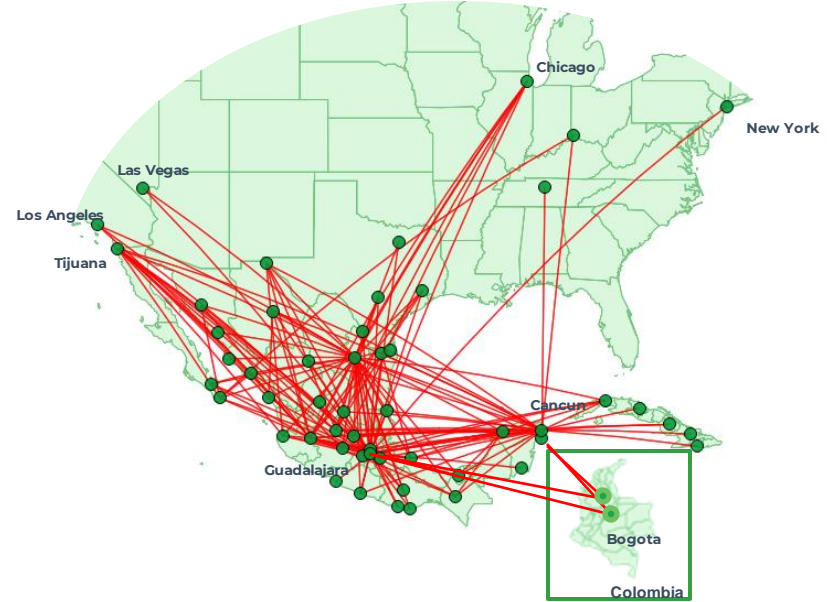 Chicago
New York
Las Vegas
Los Angeles
Tijuana
Cancun
Guadalajara
Bogota
Colombia